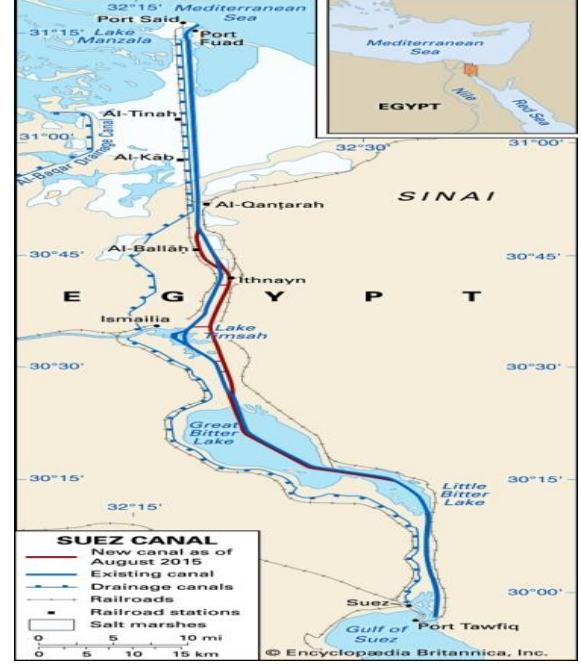 32°15'
Mediterranean
Sea
Port Said
31°15'
Lake
Manzala
Port
Fuad
Al-Tinah
31°00'
Al-Baqar Drainage Canal
Al-Kāb
32°30'
31°00'
SINAI
Al-Qanṭarah
30°45'
Al-Ballāḥ
30°45'
Ithnayn
EGYPT
Ismailia
Lake
Timsah
30°30'
30°30'
Great
Bitter
Lake
30°15'
30°15'
Little
Bitter
Lake
32°15'
30°00'
Suez
Port Tawfiq
Gulf of
Suez
Mediterranean
Sea
EGYPT
Nile
Red Sea
SUEZ CANAL
New canal as of
August 2015
Existing canal
Drainage canals
Railroads
Railroad stations
Salt marshes
0 5 10 mi
0 5 10 15 km
© Encyclopædia Britannica, Inc.